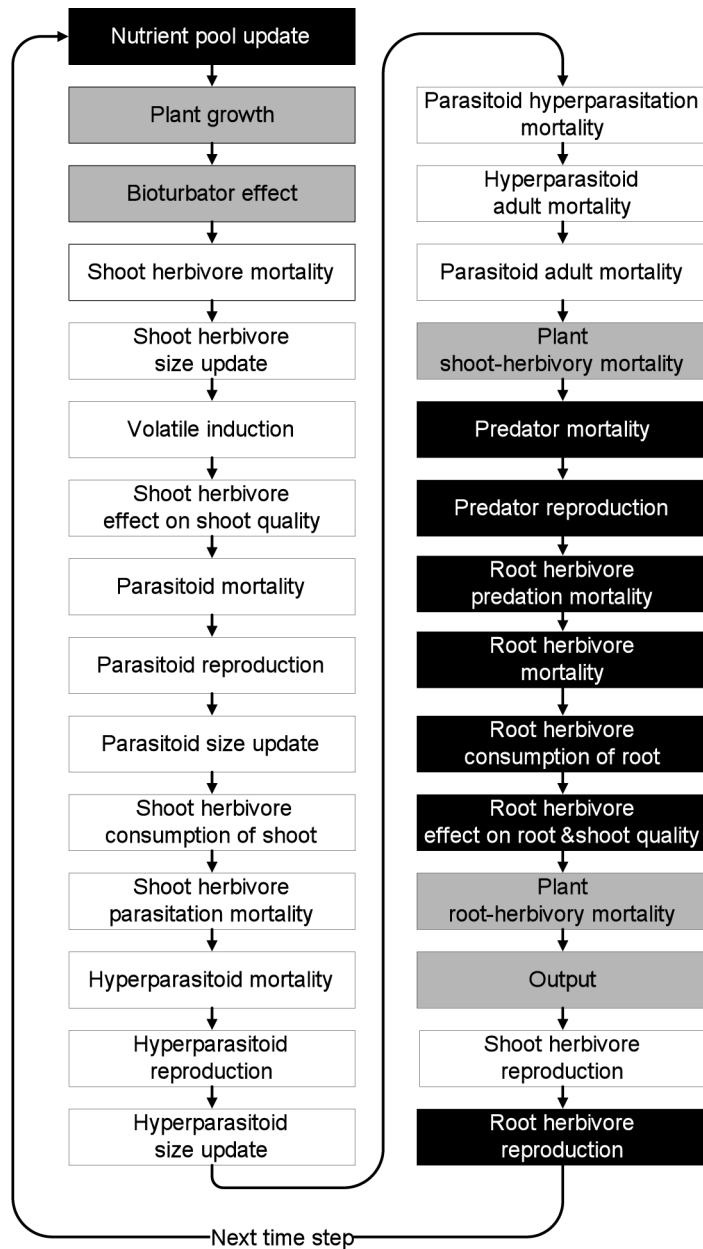 Nutrient pool update
Plant growth
Bioturbator effect
Shoot herbivore mortality
Shoot herbivore
size update
Volatile induction
Shoot herbivore
effect on shoot quality
Parasitoid mortality
Parasitoid reproduction
Parasitoid size update
Shoot herbivore
consumption of shoot
Shoot herbivore
parasitation mortality
Hyperparasitoid mortality
Hyperparasitoid
reproduction
Hyperparasitoid
size update
Parasitoid hyperparasitation
mortality
Hyperparasitoid
adult mortality
Parasitoid adult mortality
Plant
shoot-herbivory mortality
Predator mortality
Predator reproduction
Root herbivore
predation mortality
Root herbivore
mortality
Root herbivore
consumption of root
Root herbivore
effect on root &shoot quality
Plant
root-herbivory mortality
Output
Shoot herbivore
reproduction
Root herbivore
reproduction
Next time step